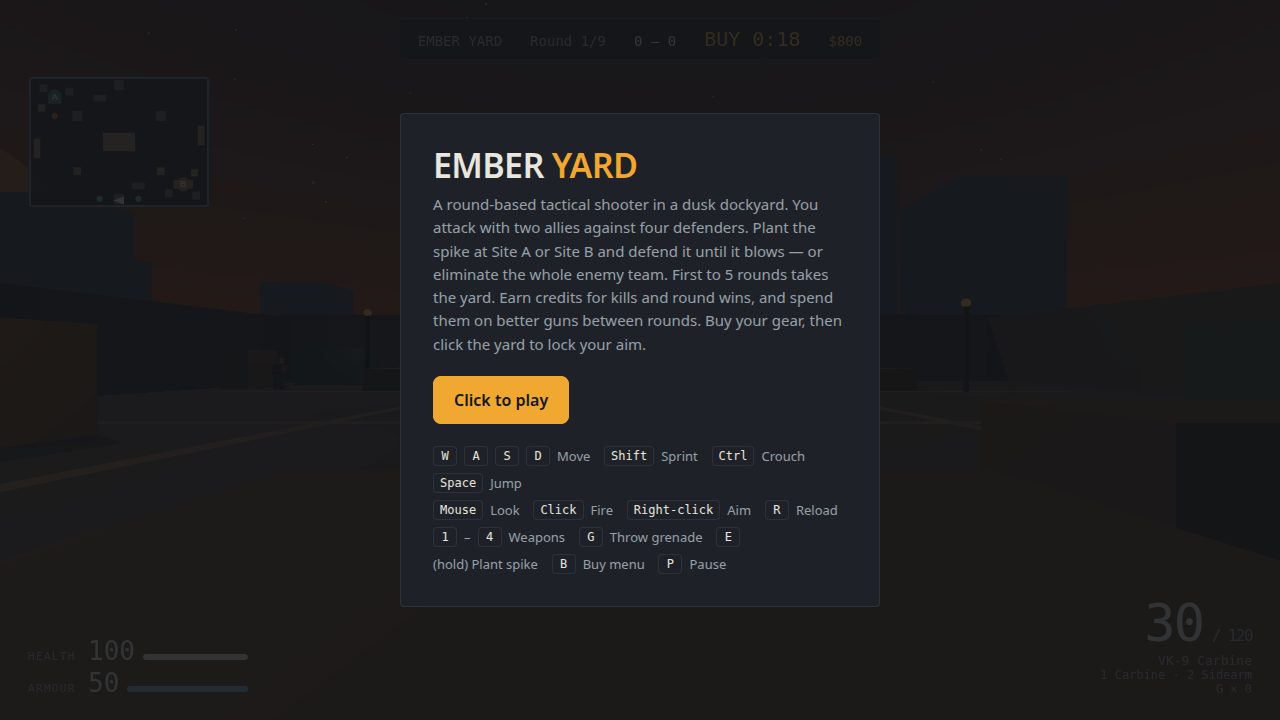 EMBER YARD Round 1/9 0 – 0 BUY 0:18 $800
A
B
EMBER YARD
A round-based tactical shooter in a dusk dockyard. You
attack with two allies against four defenders. Plant the
spike at Site A or Site B and defend it until it blows — or
eliminate the whole enemy team. First to 5 rounds takes
the yard. Earn credits for kills and round wins, and spend
them on better guns between rounds. Buy your gear, then
click the yard to lock your aim.
Click to play
W A S D Move Shift Sprint Ctrl Crouch
Space Jump
Mouse Look Click Fire Right-click Aim R Reload
1 – 4 Weapons G Throw grenade E
(hold) Plant spike B Buy menu P Pause
HEALTH 100
ARMOUR 50
30 / 120
VK-9 Carbine
1 Carbine · 2 Sidearm
G × 0